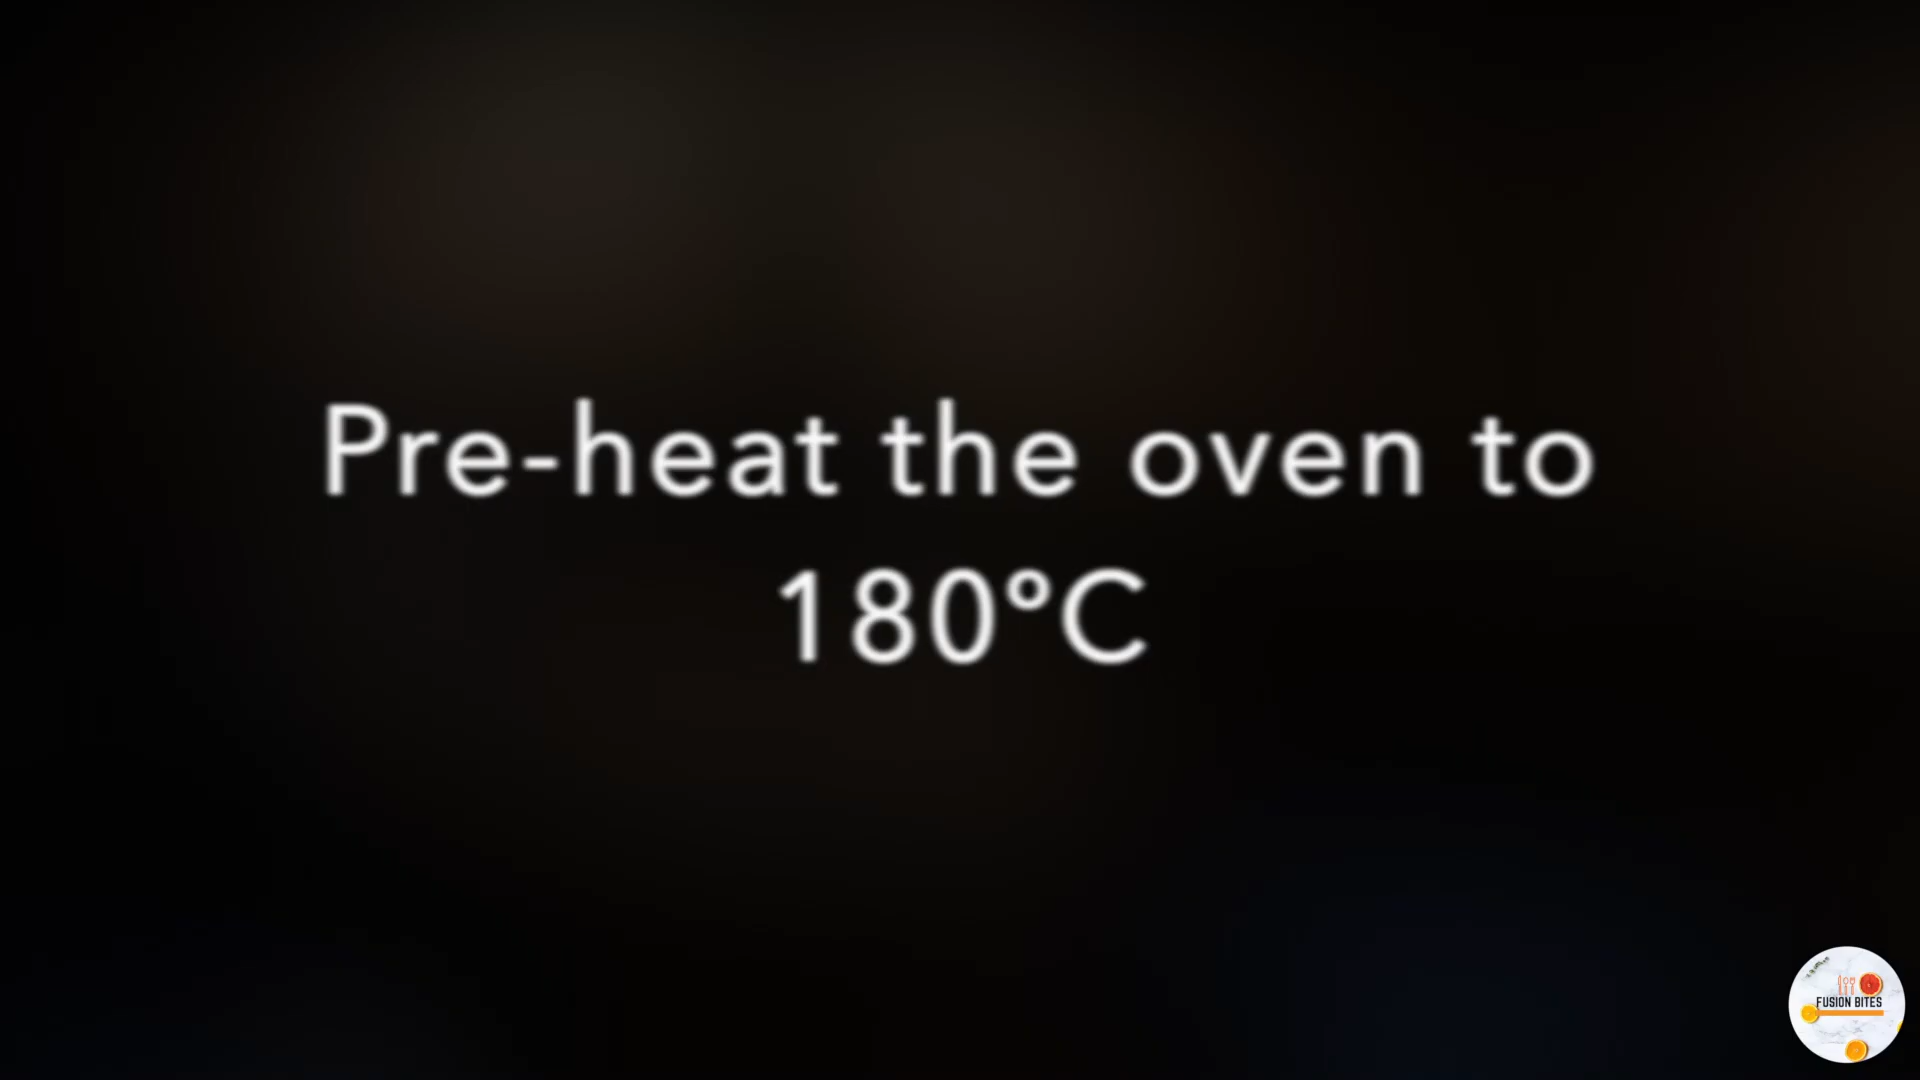 Pre-heat the oven to
180°C
FUSION BITES